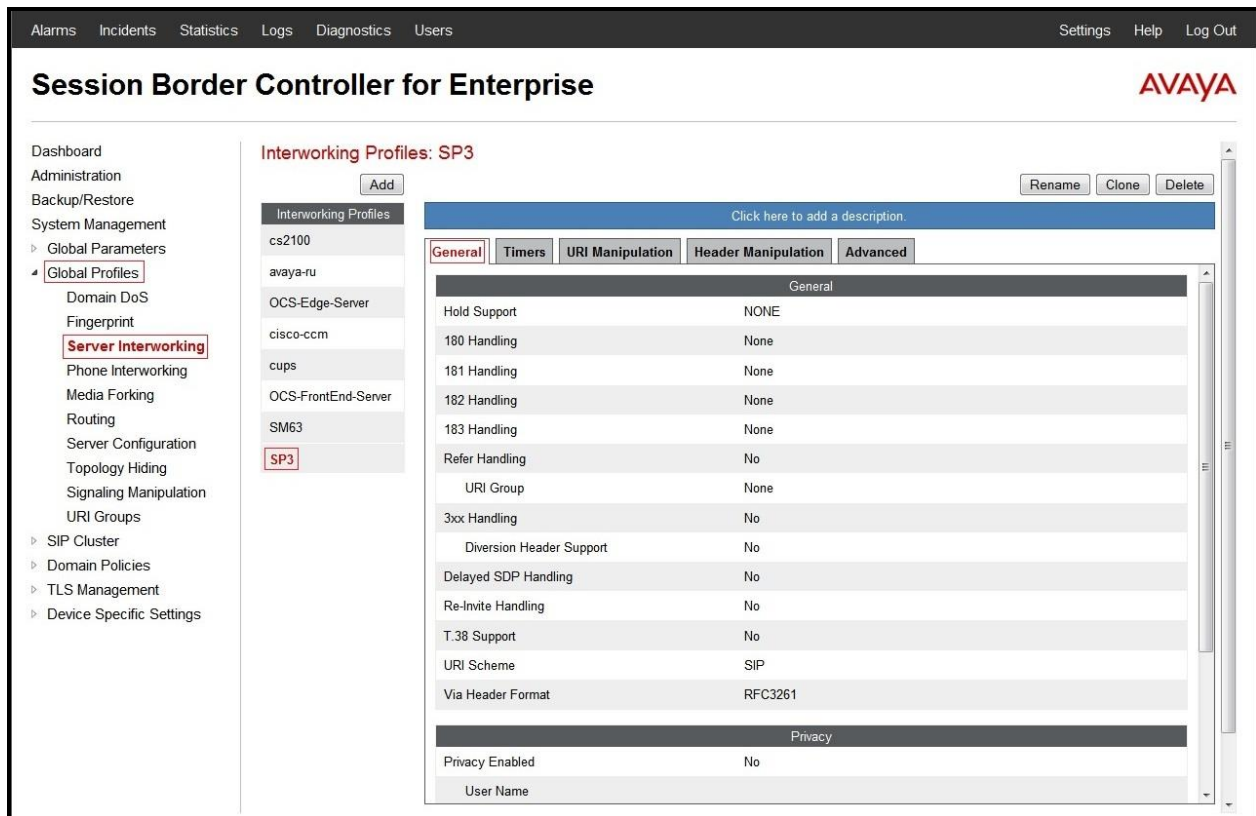 Alarms Incidents Statistics Logs Diagnostics Users Settings Help Log Out
Session Border Controller for Enterprise
AVAYA
Dashboard
Administration
Backup/Restore
System Management
Global Parameters
Global Profiles
Domain DoS
Fingerprint
Server Interworking
Phone Interworking
Media Forking
Routing
Server Configuration
Topology Hiding
Signaling Manipulation
URI Groups
SIP Cluster
Domain Policies
TLS Management
Device Specific Settings
Interworking Profiles: SP3
Add
Rename Clone Delete
Interworking Profiles
cs2100
avaya-ru
OCS-Edge-Server
cisco-ccm
cups
OCS-FrontEnd-Server
SM63
SP3
Click here to add a description.
General Timers URI Manipulation Header Manipulation Advanced
General
Hold Support NONE
180 Handling None
181 Handling None
182 Handling None
183 Handling None
Refer Handling No
URI Group None
3xx Handling No
Diversion Header Support No
Delayed SDP Handling No
Re-Invite Handling No
T.38 Support No
URI Scheme SIP
Via Header Format RFC3261
Privacy
Privacy Enabled No
User Name